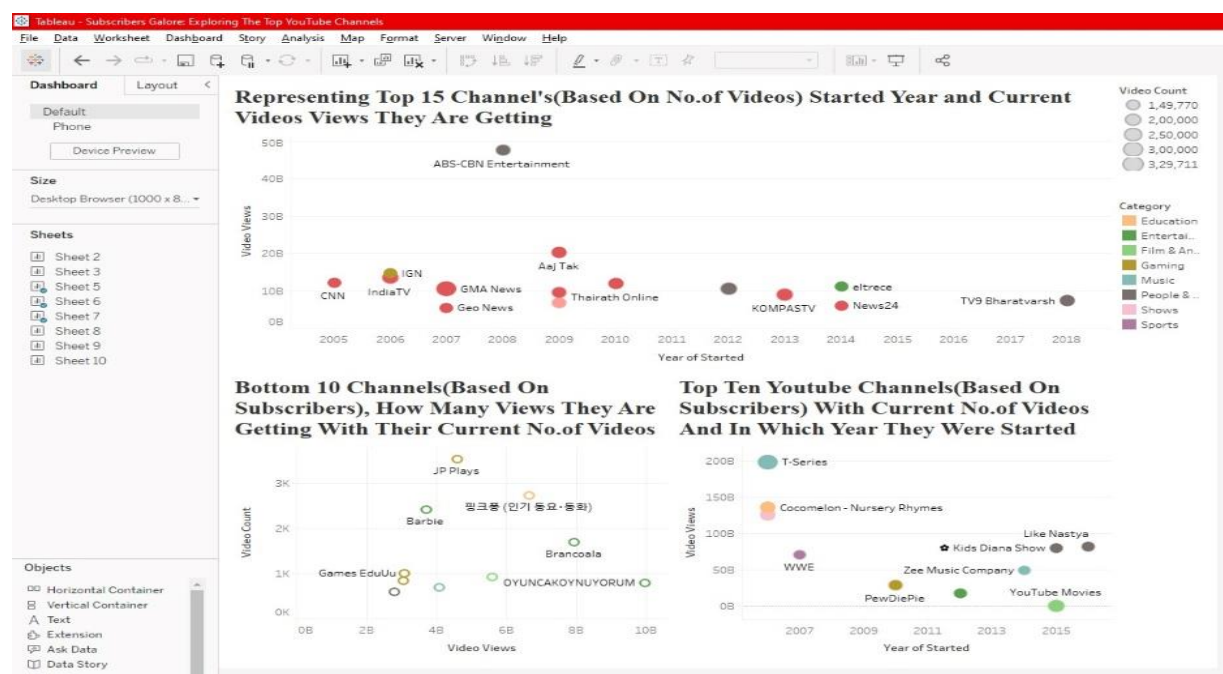 Tableau - Subscribers Galore: Exploring The Top YouTube Channels
File Data Worksheet Dashboard Story Analysis Map Format Server Window Help
Dashboard Layout <
Default
Phone
Device Preview
Size
Desktop Browser (1000 x 8...
Sheets
Sheet 2
Sheet 3
Sheet 5
Sheet 6
Sheet 7
Sheet 8
Sheet 9
Sheet 10
Objects
Horizontal Container
Vertical Container
A Text
Extension
Ask Data
Data Story
Representing Top 15 Channel's(Based On No.of Videos) Started Year and Current
Videos Views They Are Getting
Video Views
50B
40B
30B
20B
10B
0B
ABS-CBN Entertainment
Aaj Tak
IGN
CNN
IndiaTV
GMA News
Geo News
Thairath Online
KOMPASTV
eltrece
News24
TV9 Bharatvarsh
2005 2006 2007 2008 2009 2010 2011 2012 2013 2014 2015 2016 2017 2018
Year of Started
Video Count
1,49,770
2,00,000
2,50,000
3,00,000
3,29,711
Category
Education
Entertai..
Film & An..
Gaming
Music
People & ..
Shows
Sports
Bottom 10 Channels(Based On
Subscribers), How Many Views They Are
Getting With Their Current No.of Videos
Video Count
3K
2K
1K
0K
JP Plays
핑크퐁 (인기 동요·동화)
Barbie
Brancoala
Games EduUu
OYUNCAKOYNUYORUM
0B 2B 4B 6B 8B 10B
Video Views
Top Ten Youtube Channels(Based On
Subscribers) With Current No.of Videos
And In Which Year They Were Started
Video Views
200B
150B
100B
50B
0B
T-Series
Cocomelon - Nursery Rhymes
Like Nastya
✿ Kids Diana Show
WWE
Zee Music Company
PewDiePie
YouTube Movies
2007 2009 2011 2013 2015
Year of Started